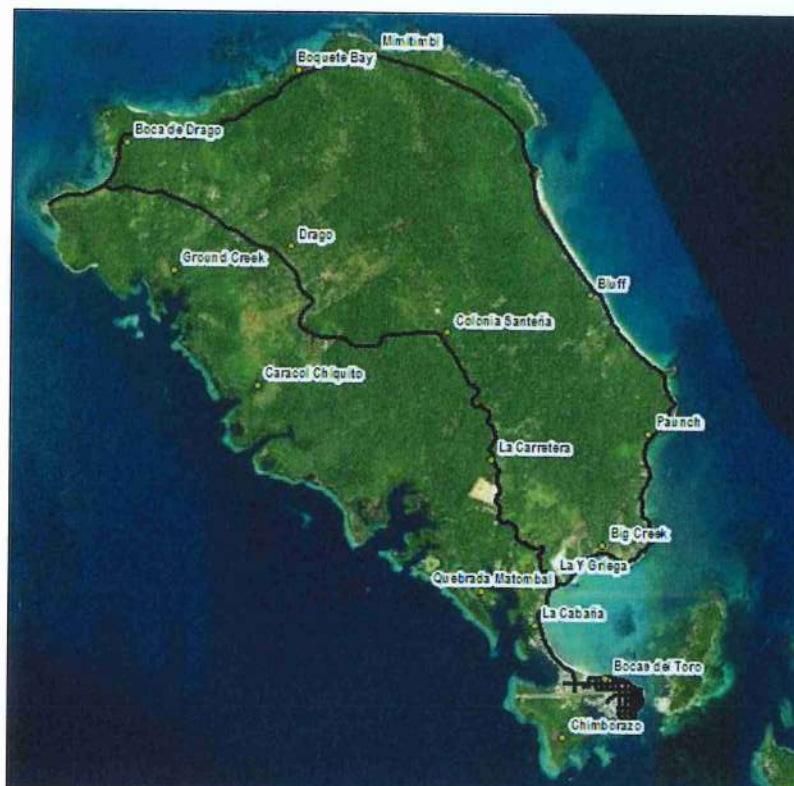 Mimitimbi
Boquete Bay
Boca de Drago
Drago
Ground Creek
Bluff
Colonia Santeña
Caracol Chiquito
Paunch
La Carretera
Big Creek
La Y Griega
Quebrada Matombal
La Cabaña
Bocas del Toro
Chimborazo